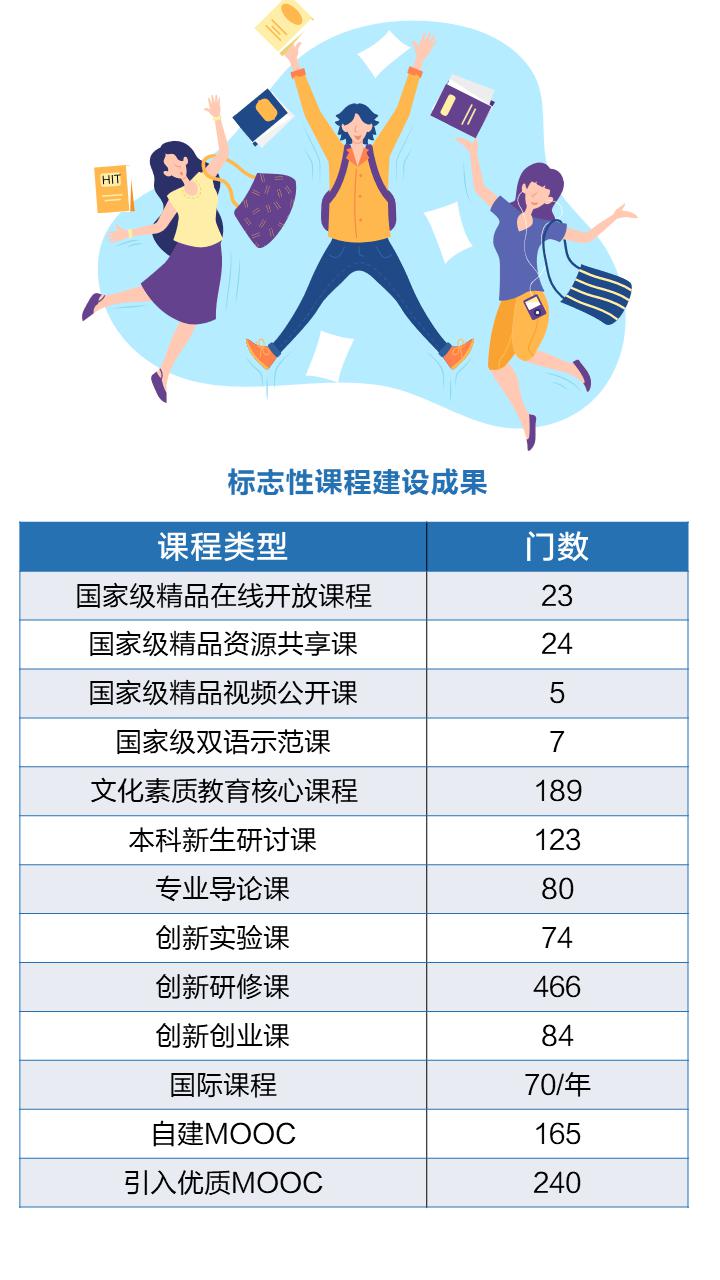 HIT
标志性课程建设成果
课程类型 门数
国家级精品在线开放课程 23
国家级精品资源共享课 24
国家级精品视频公开课 5
国家级双语示范课 7
文化素质教育核心课程 189
本科新生研讨课 123
专业导论课 80
创新实验课 74
创新研修课 466
创新创业课 84
国际课程 70/年
自建MOOC 165
引入优质MOOC 240